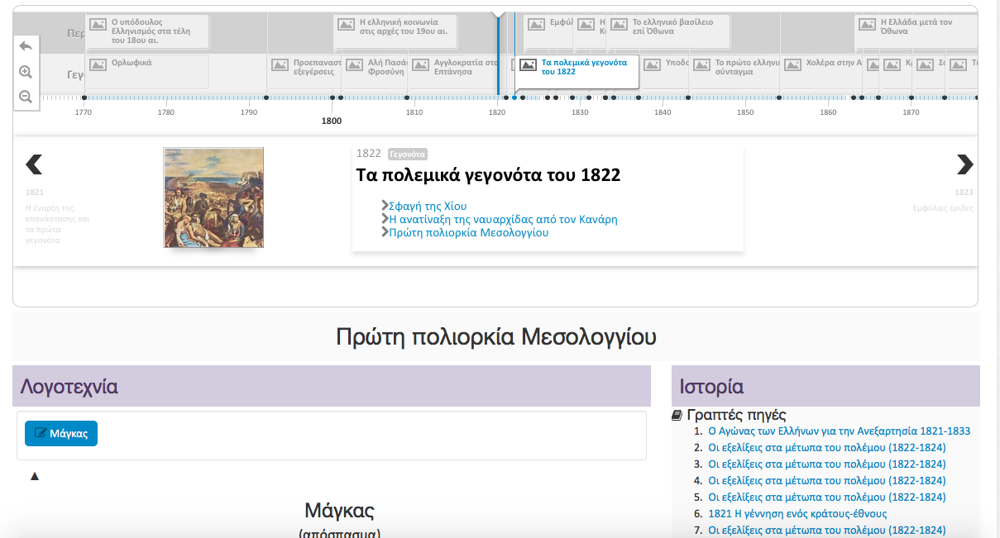 Περ
Ο υπόδουλος
Ελληνισμός στα τέλη
του 18ου αι.
Η ελληνική κοινωνία
στις αρχές του 19ου αι.
Το ελληνικό βασίλειο
επί Όθωνα
Η Ελλάδα μετά τον
Όθωνα
Γεγ
Ορλωφικά
Προεπαναστ
εξεγέρσεις
Αλή Πασά
Φροσύνη
Αγγλοκρατία στα
Επτάνησα
Τα πολεμικά γεγονότα
του 1822
Υποδ
Το πρώτο ελλην
σύνταγμα
Χολέρα στην Α
1770
1780
1790
1800
1810
1820
1830
1840
1850
1860
1870
1822 Γεγονότα
Τα πολεμικά γεγονότα του 1822
Σφαγή της Χίου
Η ανατίναξη της ναυαρχίδας από τον Κανάρη
Πρώτη πολιορκία Μεσολογγίου
1821
Η έναρξη της
επανάστασης και
τα πρώτα
γεγονότα
1823
Εμφύλιες έριδες
Πρώτη πολιορκία Μεσολογγίου
Λογοτεχνία
Μάγκας
▲
Μάγκας
(απόσπασμα)
Ιστορία
Γραπτές πηγές
1. Ο Αγώνας των Ελλήνων για την Ανεξαρτησία 1821-1833
2. Οι εξελίξεις στα μέτωπα του πολέμου (1822-1824)
3. Οι εξελίξεις στα μέτωπα του πολέμου (1822-1824)
4. Οι εξελίξεις στα μέτωπα του πολέμου (1822-1824)
5. Οι εξελίξεις στα μέτωπα του πολέμου (1822-1824)
6. 1821 Η γέννηση ενός κράτους-έθνους
7. Οι εξελίξεις στα μέτωπα του πολέμου (1822-1824)